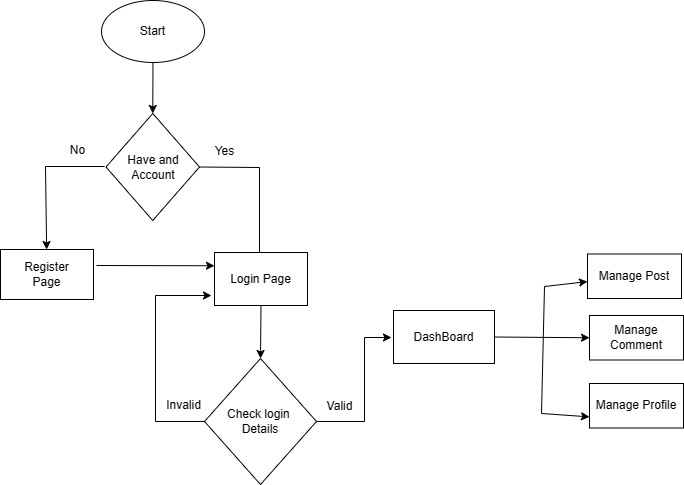 Start
No
Yes
Have and
Account
Register
Page
Login Page
Manage Post
DashBoard
Manage
Comment
Invalid
Valid
Check login
Details
Manage Profile